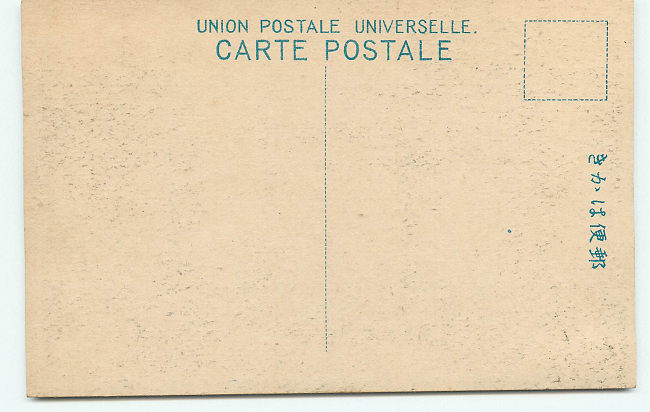 UNION POSTALE UNIVERSELLE.
CARTE POSTALE
郵便はかき